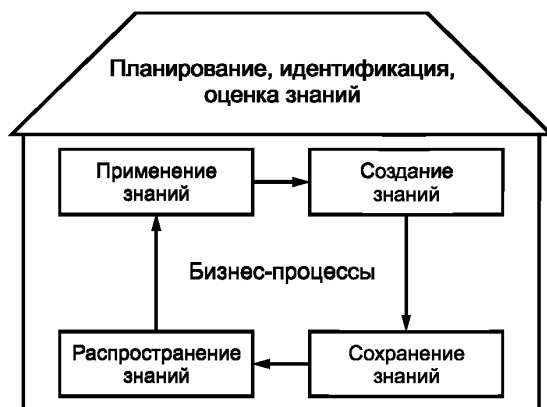 Планирование, идентификация,
оценка знаний
Применение
знаний
Создание
знаний
Бизнес-процессы
Распространение
знаний
Сохранение
знаний